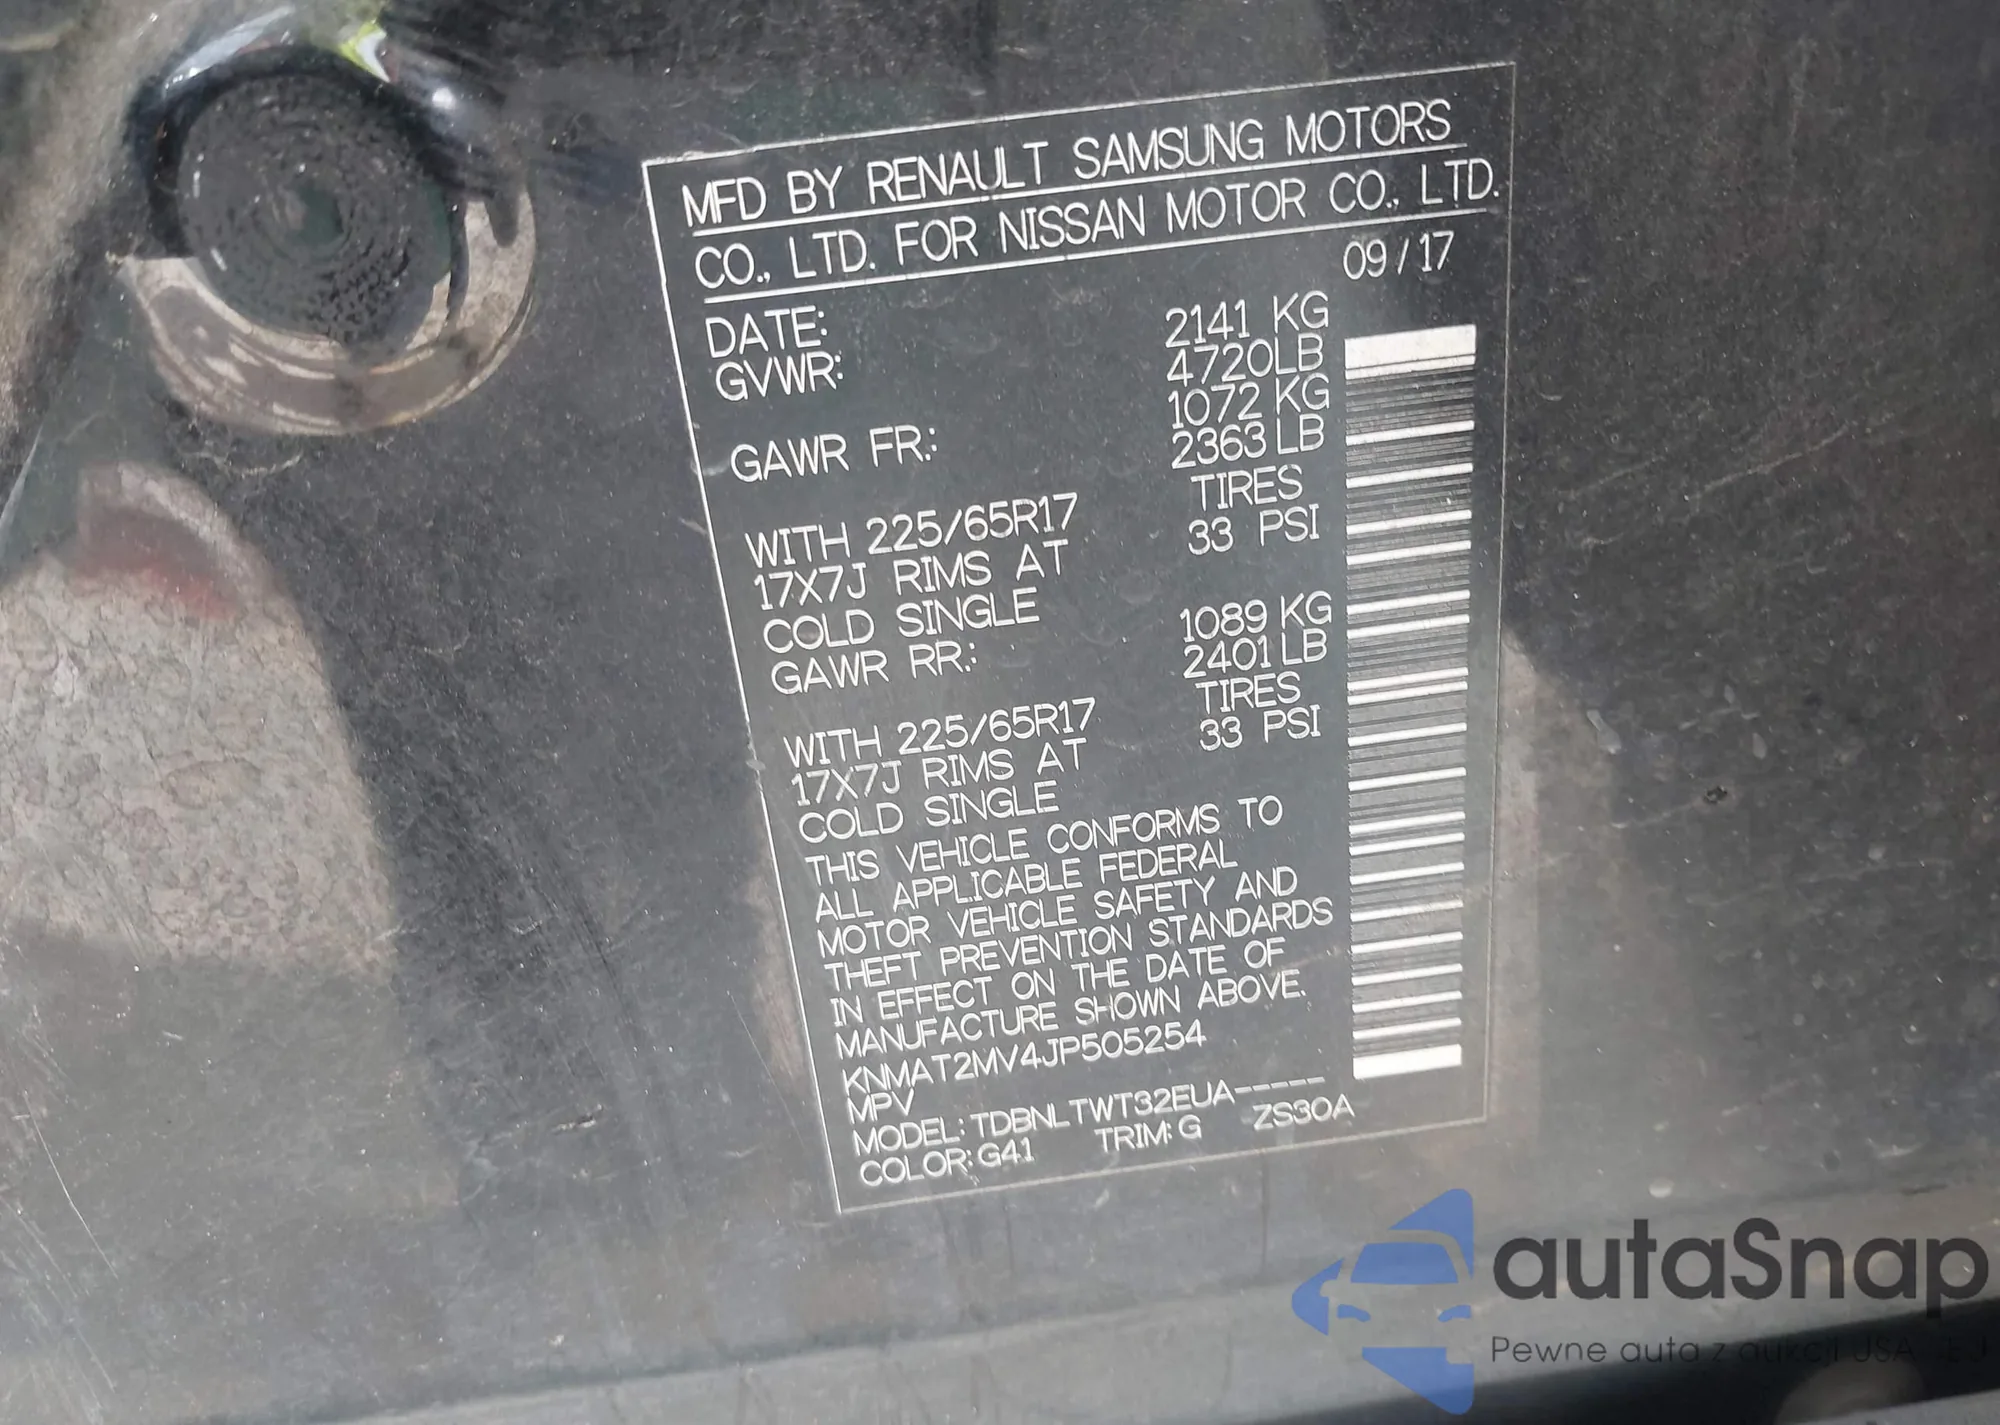 MFD BY RENAULT SAMSUNG MOTORS
CO., LTD. FOR NISSAN MOTOR CO., LTD.
DATE: 09/17
GVWR: 2141 KG
4720LB
GAWR FR.: 1072 KG
2363 LB
WITH 225/65R17 TIRES
17X7J RIMS AT 33 PSI
COLD SINGLE
GAWR RR.: 1089 KG
2401 LB
WITH 225/65R17 TIRES
17X7J RIMS AT 33 PSI
COLD SINGLE
THIS VEHICLE CONFORMS TO
ALL APPLICABLE FEDERAL
MOTOR VEHICLE SAFETY AND
THEFT PREVENTION STANDARDS
IN EFFECT ON THE DATE OF
MANUFACTURE SHOWN ABOVE.
KNMAT2MV4JP505254
MPV
MODEL: TDBNLTWT32EUA-----
COLOR: G41 TRIM: G ZS30A
autaSnap
Pewne auta z aukcji USA